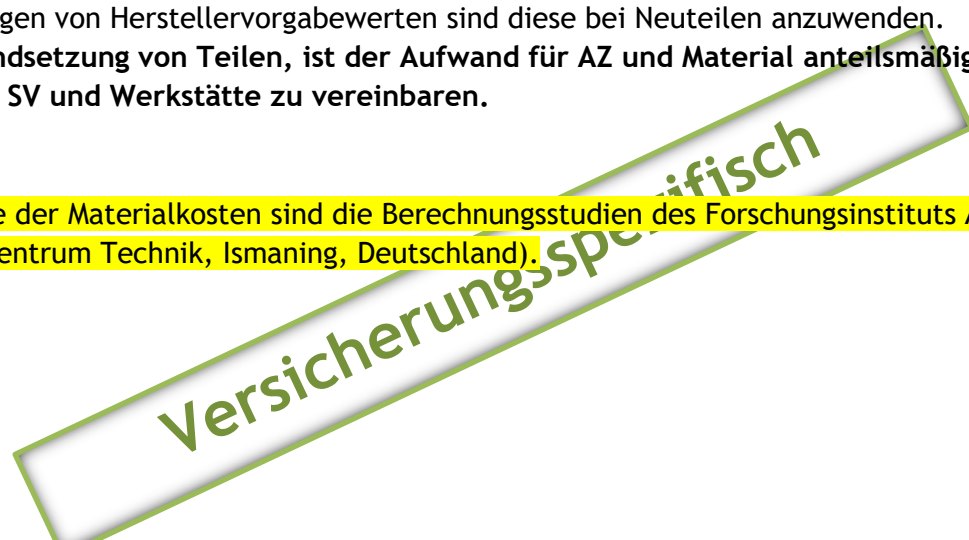 gen von Herstellervorgabewerten sind diese bei Neuteilen anzuwenden.
ndsetzung von Teilen, ist der Aufwand für AZ und Material anteilsmäßig
SV und Werkstätte zu vereinbaren.
e der Materialkosten sind die Berechnungsstudien des Forschungsinstituts A
entrum Technik, Ismaning, Deutschland).
Versicherungsspezifisch